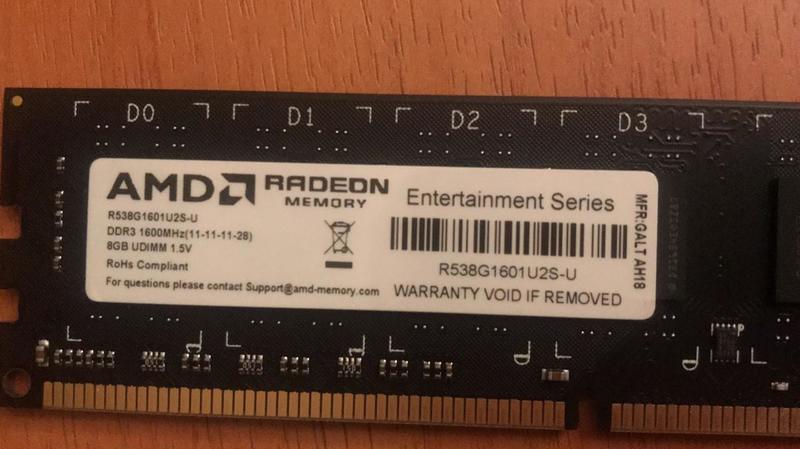 D0 D1 D2 D3
AMD RADEON
MEMORY
Entertainment Series
R538G1601U2S-U
DDR3 1600MHz(11-11-11-28)
8GB UDIMM 1.5V
RoHs Compliant
For questions please contact Support@amd-memory.com
R538G1601U2S-U
WARRANTY VOID IF REMOVED
MFR:GALT AH18